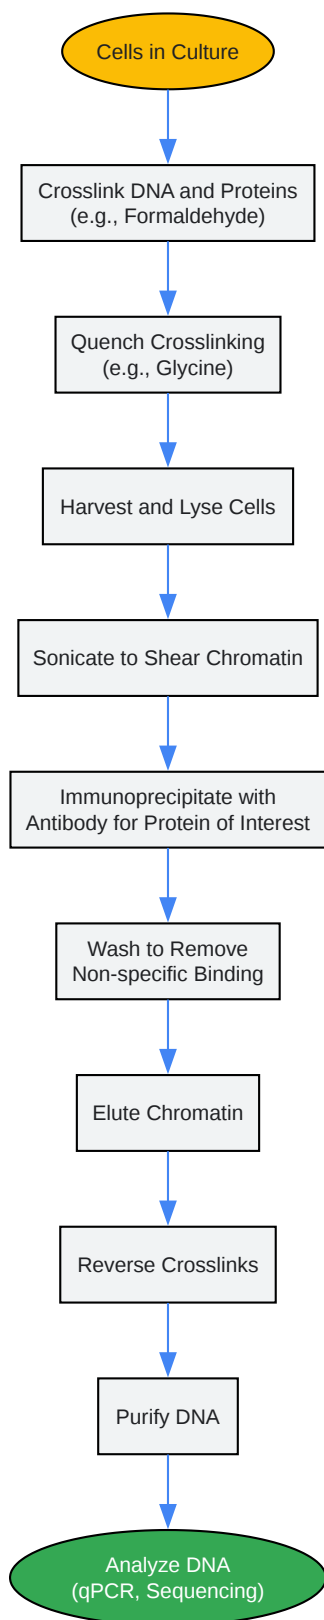 Cells in Culture
Crosslink DNA and Proteins
(e.g., Formaldehyde)
Quench Crosslinking
(e.g., Glycine)
Harvest and Lyse Cells
Sonicate to Shear Chromatin
Immunoprecipitate with
Antibody for Protein of Interest
Wash to Remove
Non-specific Binding
Elute Chromatin
Reverse Crosslinks
Purify DNA
Analyze DNA
(qPCR, Sequencing)